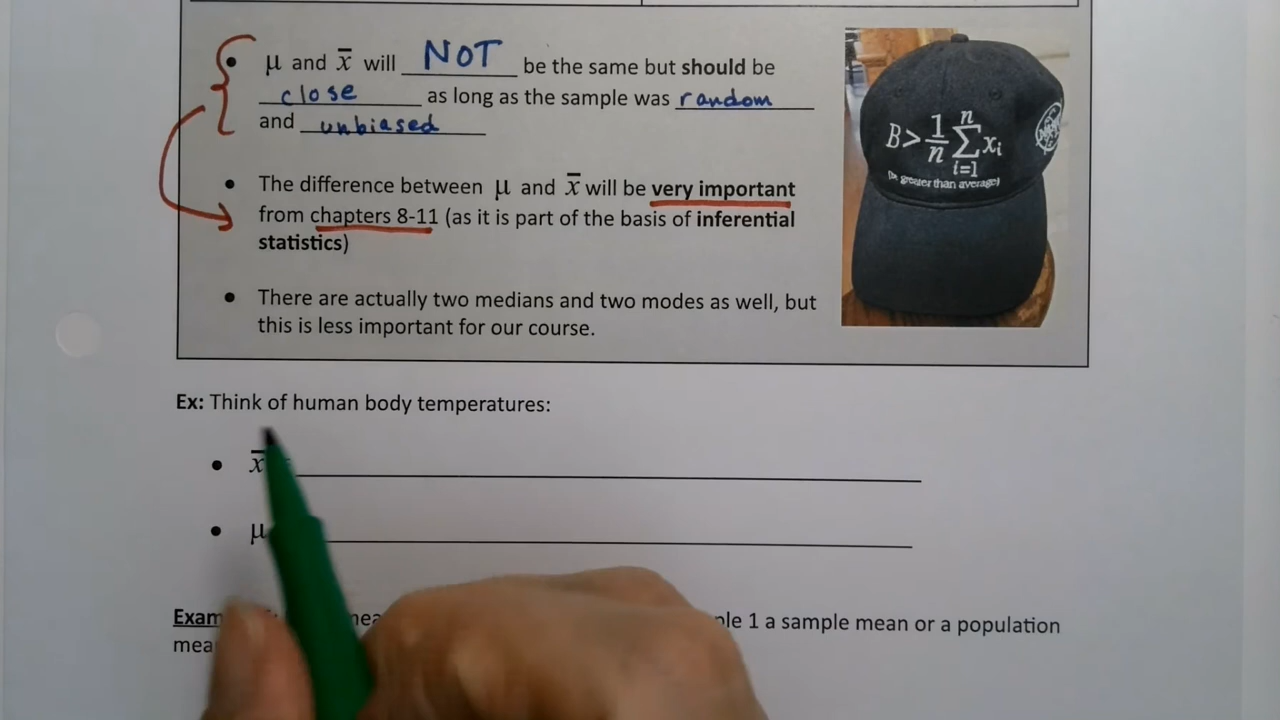 • μ and x̄ will NOT be the same but should be
close as long as the sample was random
and unbiased
• The difference between μ and x̄ will be very important
from chapters 8-11 (as it is part of the basis of inferential
statistics)
• There are actually two medians and two modes as well, but
this is less important for our course.
B > 1/n ∑ⁿᵢ₌₁ xᵢ
greater than average)
Ex: Think of human body temperatures:
• x̄
• μ
ple 1 a sample mean or a population